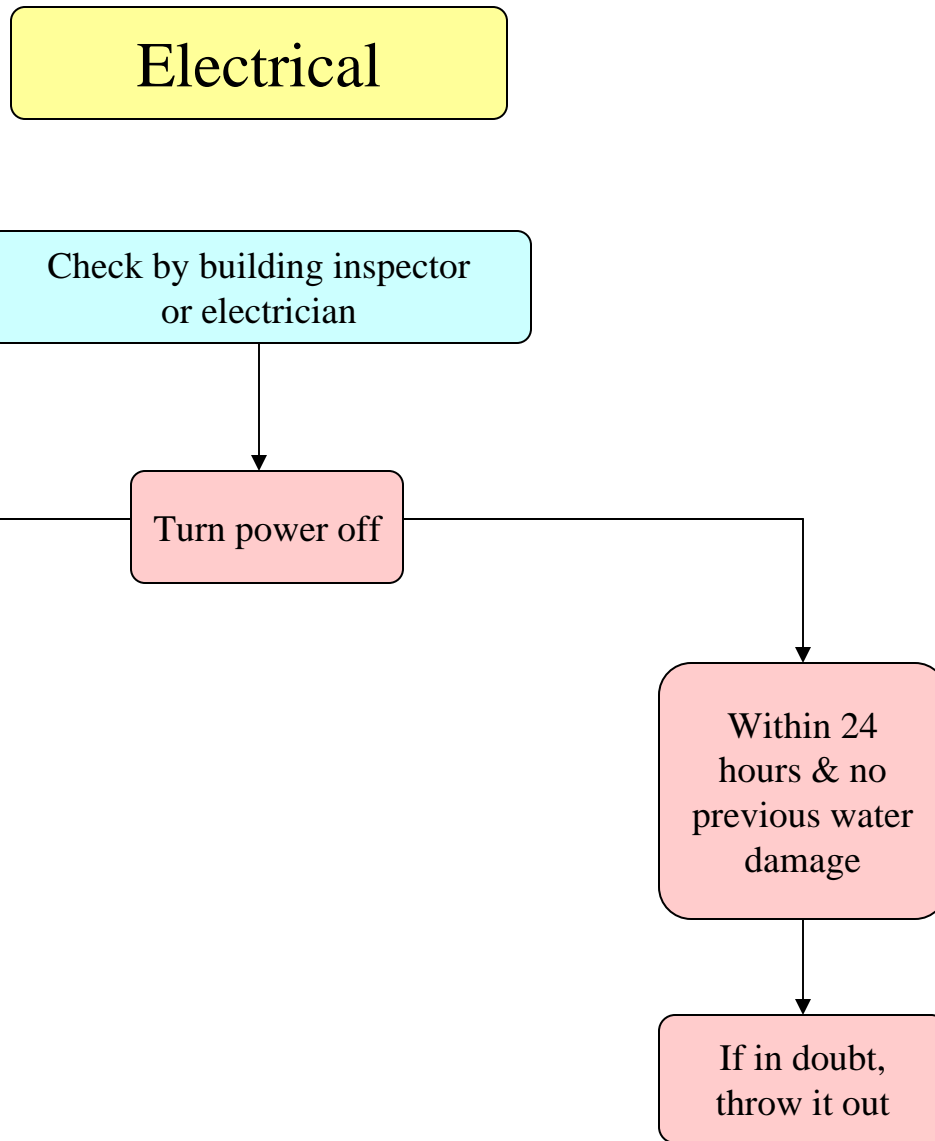 Electrical
Check by building inspector
or electrician
Turn power off
Within 24
hours & no
previous water
damage
If in doubt,
throw it out